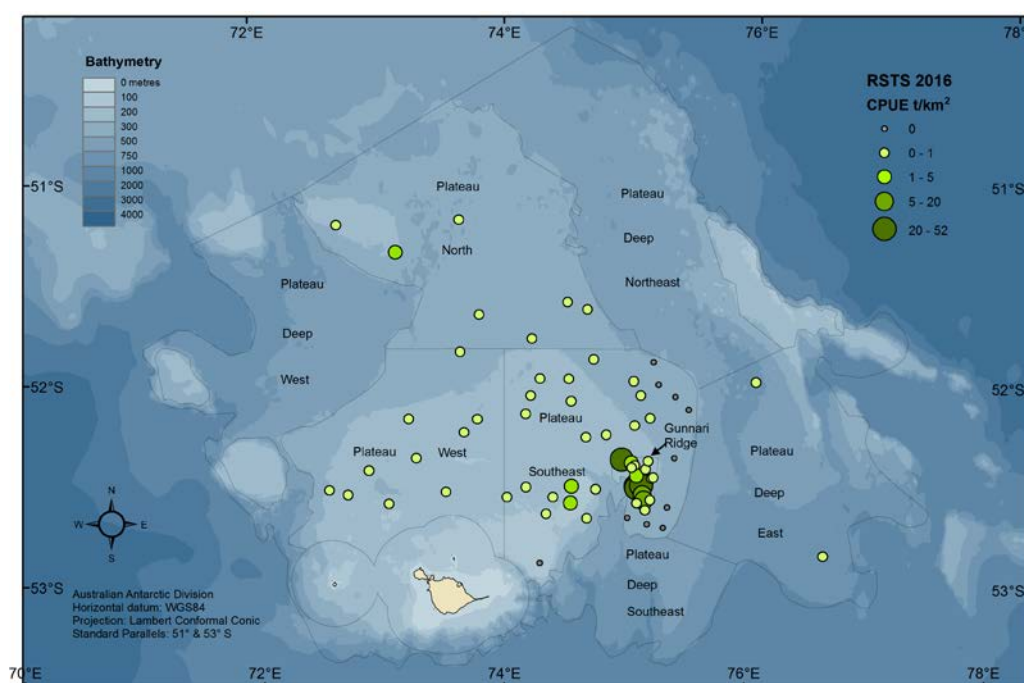 72°E
74°E
76°E
78°
Bathymetry
0 metres
100
200
300
500
750
1000
2000
3000
4000
RSTS 2016
CPUE t/km²
0
0 - 1
1 - 5
5 - 20
20 - 52
51°S
51°S
Plateau
North
Plateau
Deep
Northeast
Plateau
Deep
West
52°S
52°S
Plateau
Southeast
Gunnari
Ridge
Plateau West
Plateau
Deep
East
N
W
E
S
Plateau
Deep
Southeast
53°S
53°S
Australian Antarctic Division
Horizontal datum: WGS84
Projection: Lambert Conformal Conic
Standard Parallels: 51° & 53° S
70°E
72°E
74°E
76°E
78°E